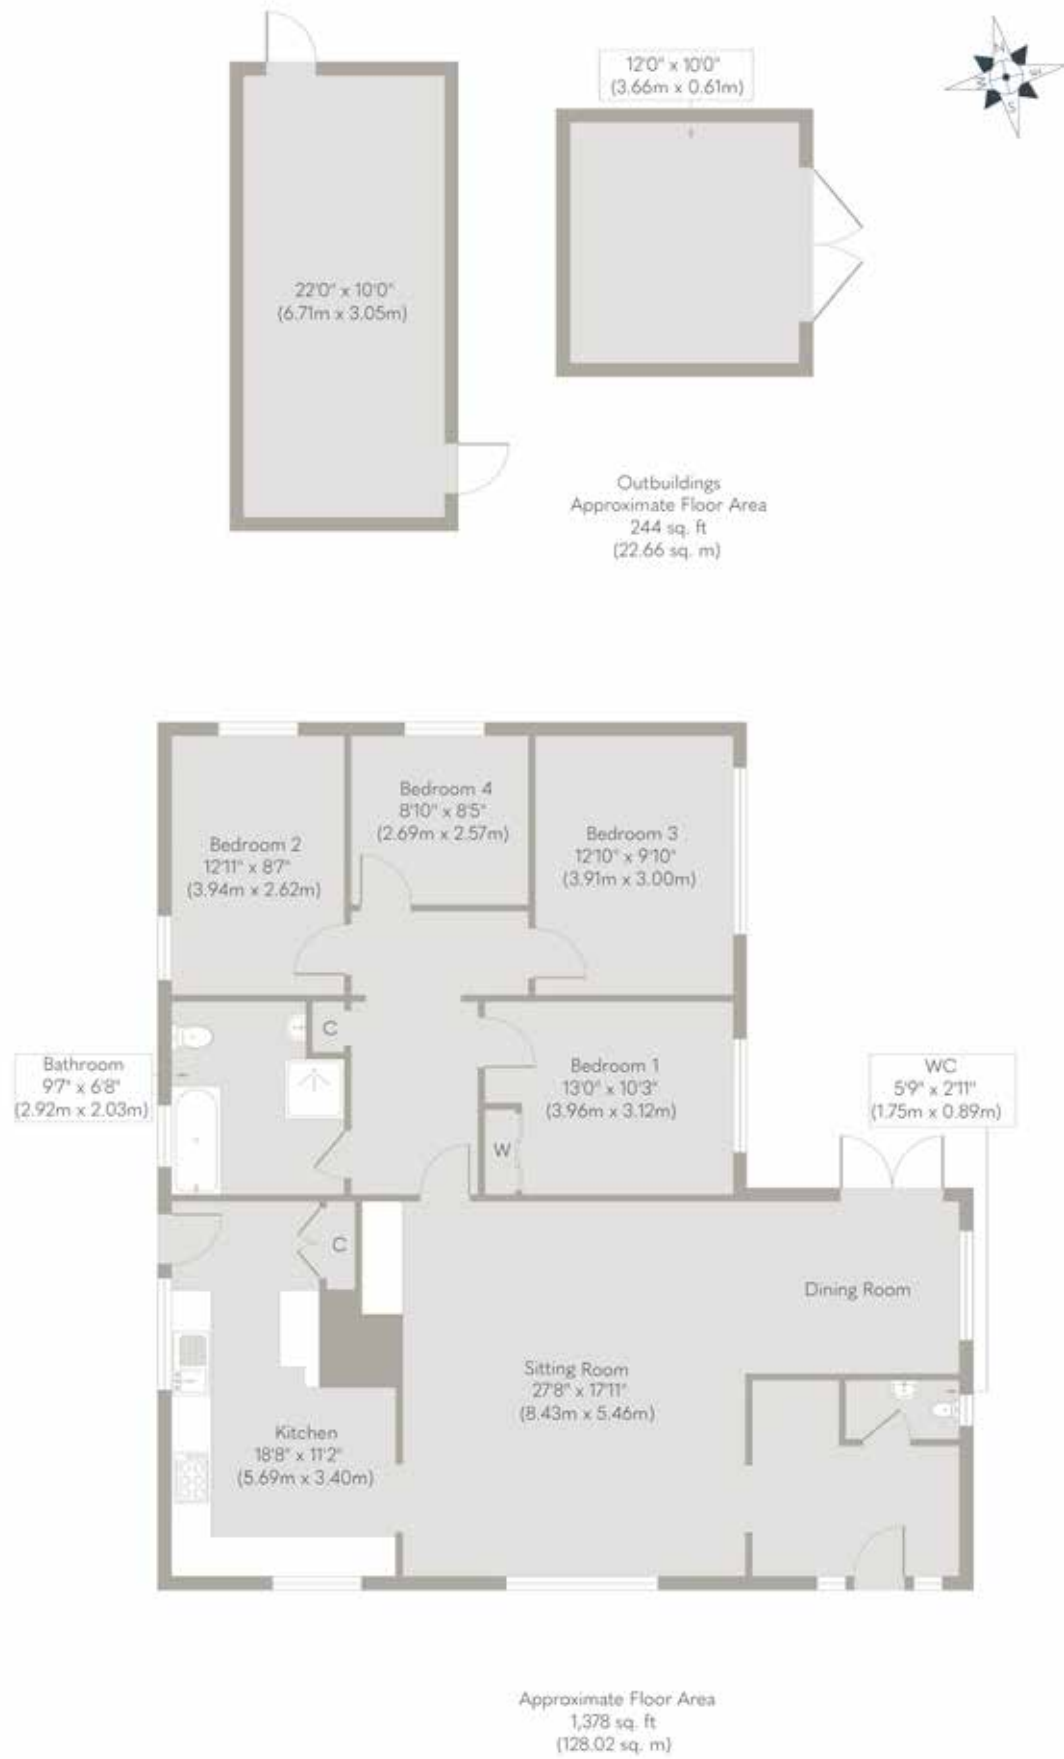 12'0" x 10'0"
(3.66m x 0.61m)
N
E
S
W
22'0" x 10'0"
(6.71m x 3.05m)
Outbuildings
Approximate Floor Area
244 sq. ft
(22.66 sq. m)
Bedroom 2
12'11" x 8'7"
(3.94m x 2.62m)
Bedroom 4
8'10" x 8'5"
(2.69m x 2.57m)
Bedroom 3
12'10" x 9'10"
(3.91m x 3.00m)
C
Bathroom
9'7" x 6'8"
(2.92m x 2.03m)
Bedroom 1
13'0" x 10'3"
(3.96m x 3.12m)
W
WC
5'9" x 2'11"
(1.75m x 0.89m)
C
Dining Room
Sitting Room
27'8" x 17'11"
(8.43m x 5.46m)
Kitchen
18'8" x 11'2"
(5.69m x 3.40m)
Approximate Floor Area
1,378 sq. ft
(128.02 sq. m)